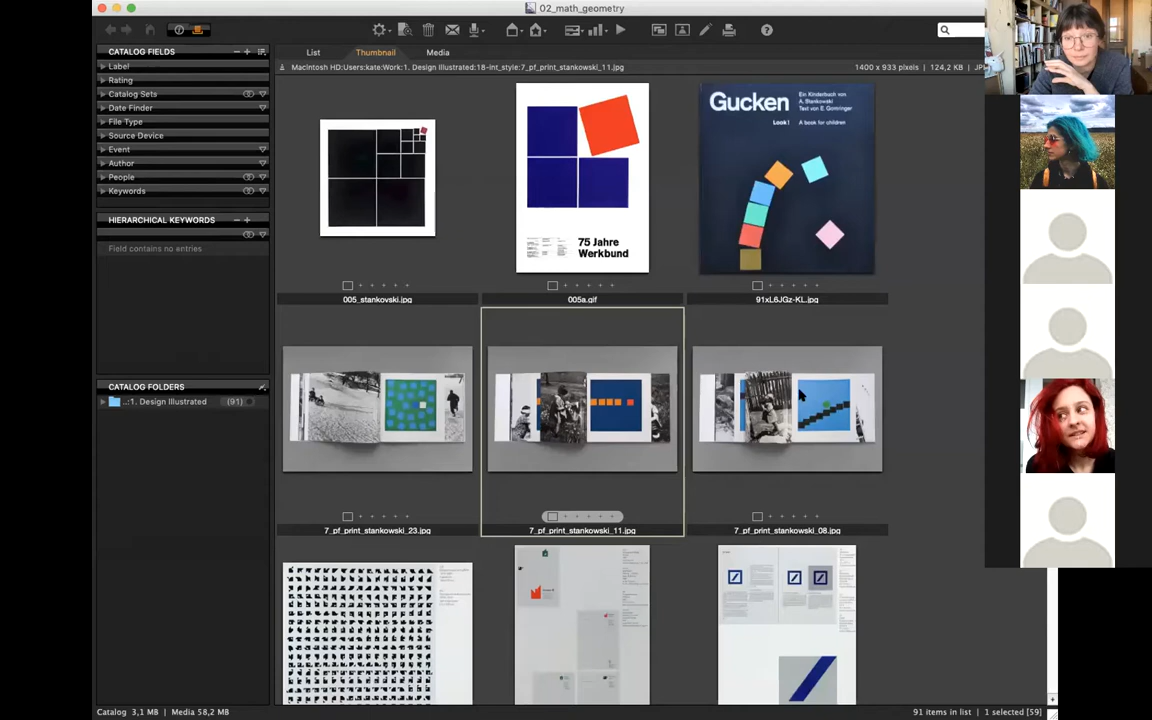 02_math_geometry
CATALOG FIELDS
Label
Rating
Catalog Sets
Date Finder
File Type
Source Device
Event
Author
People
Keywords
HIERARCHICAL KEYWORDS
Field contains no entries
CATALOG FOLDERS
..:1. Design Illustrated (91)
List Thumbnail Media
Macintosh HD:Users:kate:Work:1. Design Illustrated:18-int_style:7_pf_print_stankowski_11.jpg
1400 x 933 pixels | 124,2 KB |
75 Jahre
Werkbund
Gucken
Ein Kinderbuch von
A. Stankowski
Text von E. Gomringer
Look!
A book for children
005_stankovski.jpg
005a.gif
91xL6JGz-KL.jpg
7_pf_print_stankowski_23.jpg
7_pf_print_stankowski_11.jpg
7_pf_print_stankowski_08.jpg
Catalog 3,1 MB | Media 58,2 MB
91 items in list | 1 selected [59]